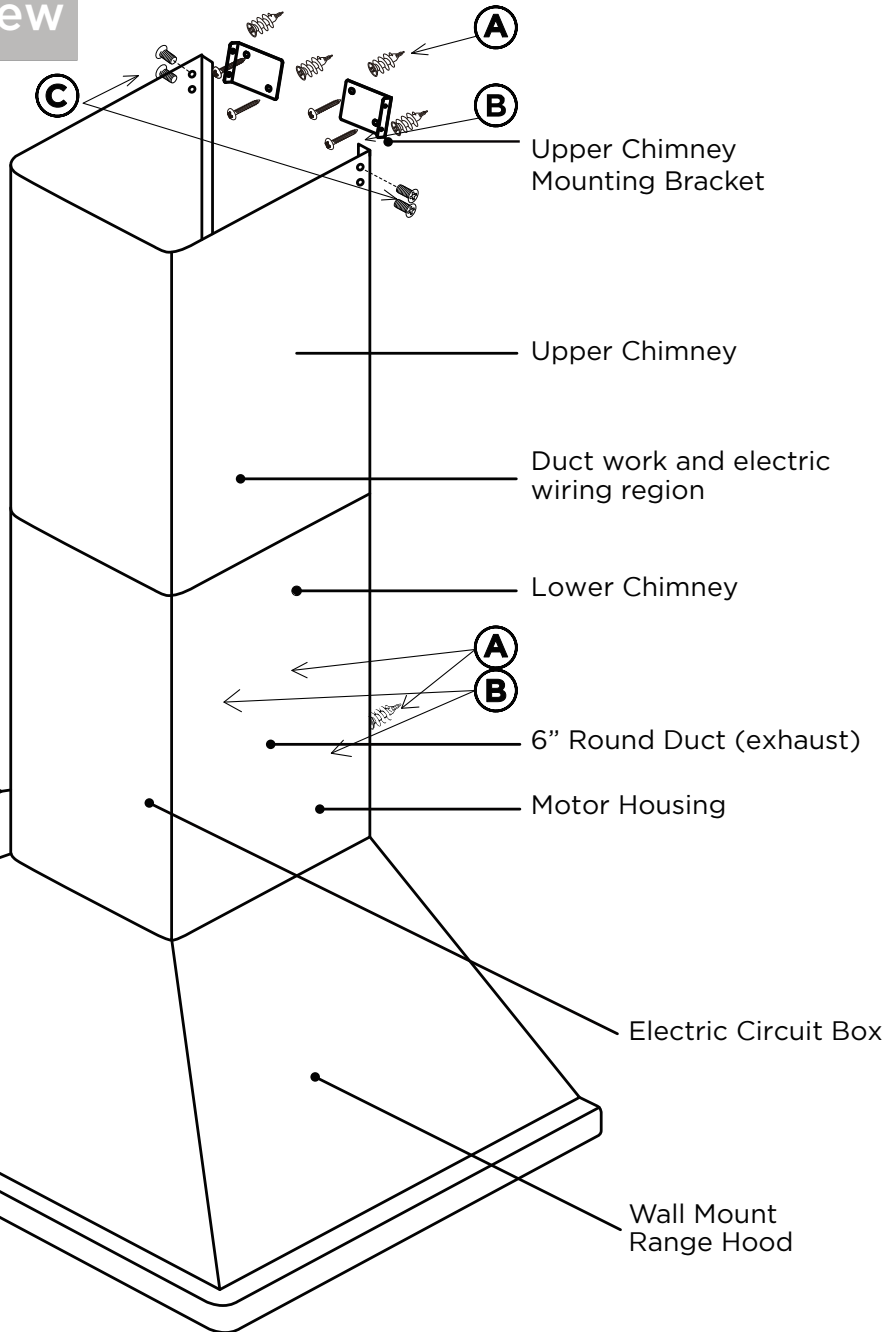 ew
A
C
B
Upper Chimney
Mounting Bracket
Upper Chimney
Duct work and electric
wiring region
Lower Chimney
A
B
6” Round Duct (exhaust)
Motor Housing
Electric Circuit Box
Wall Mount
Range Hood